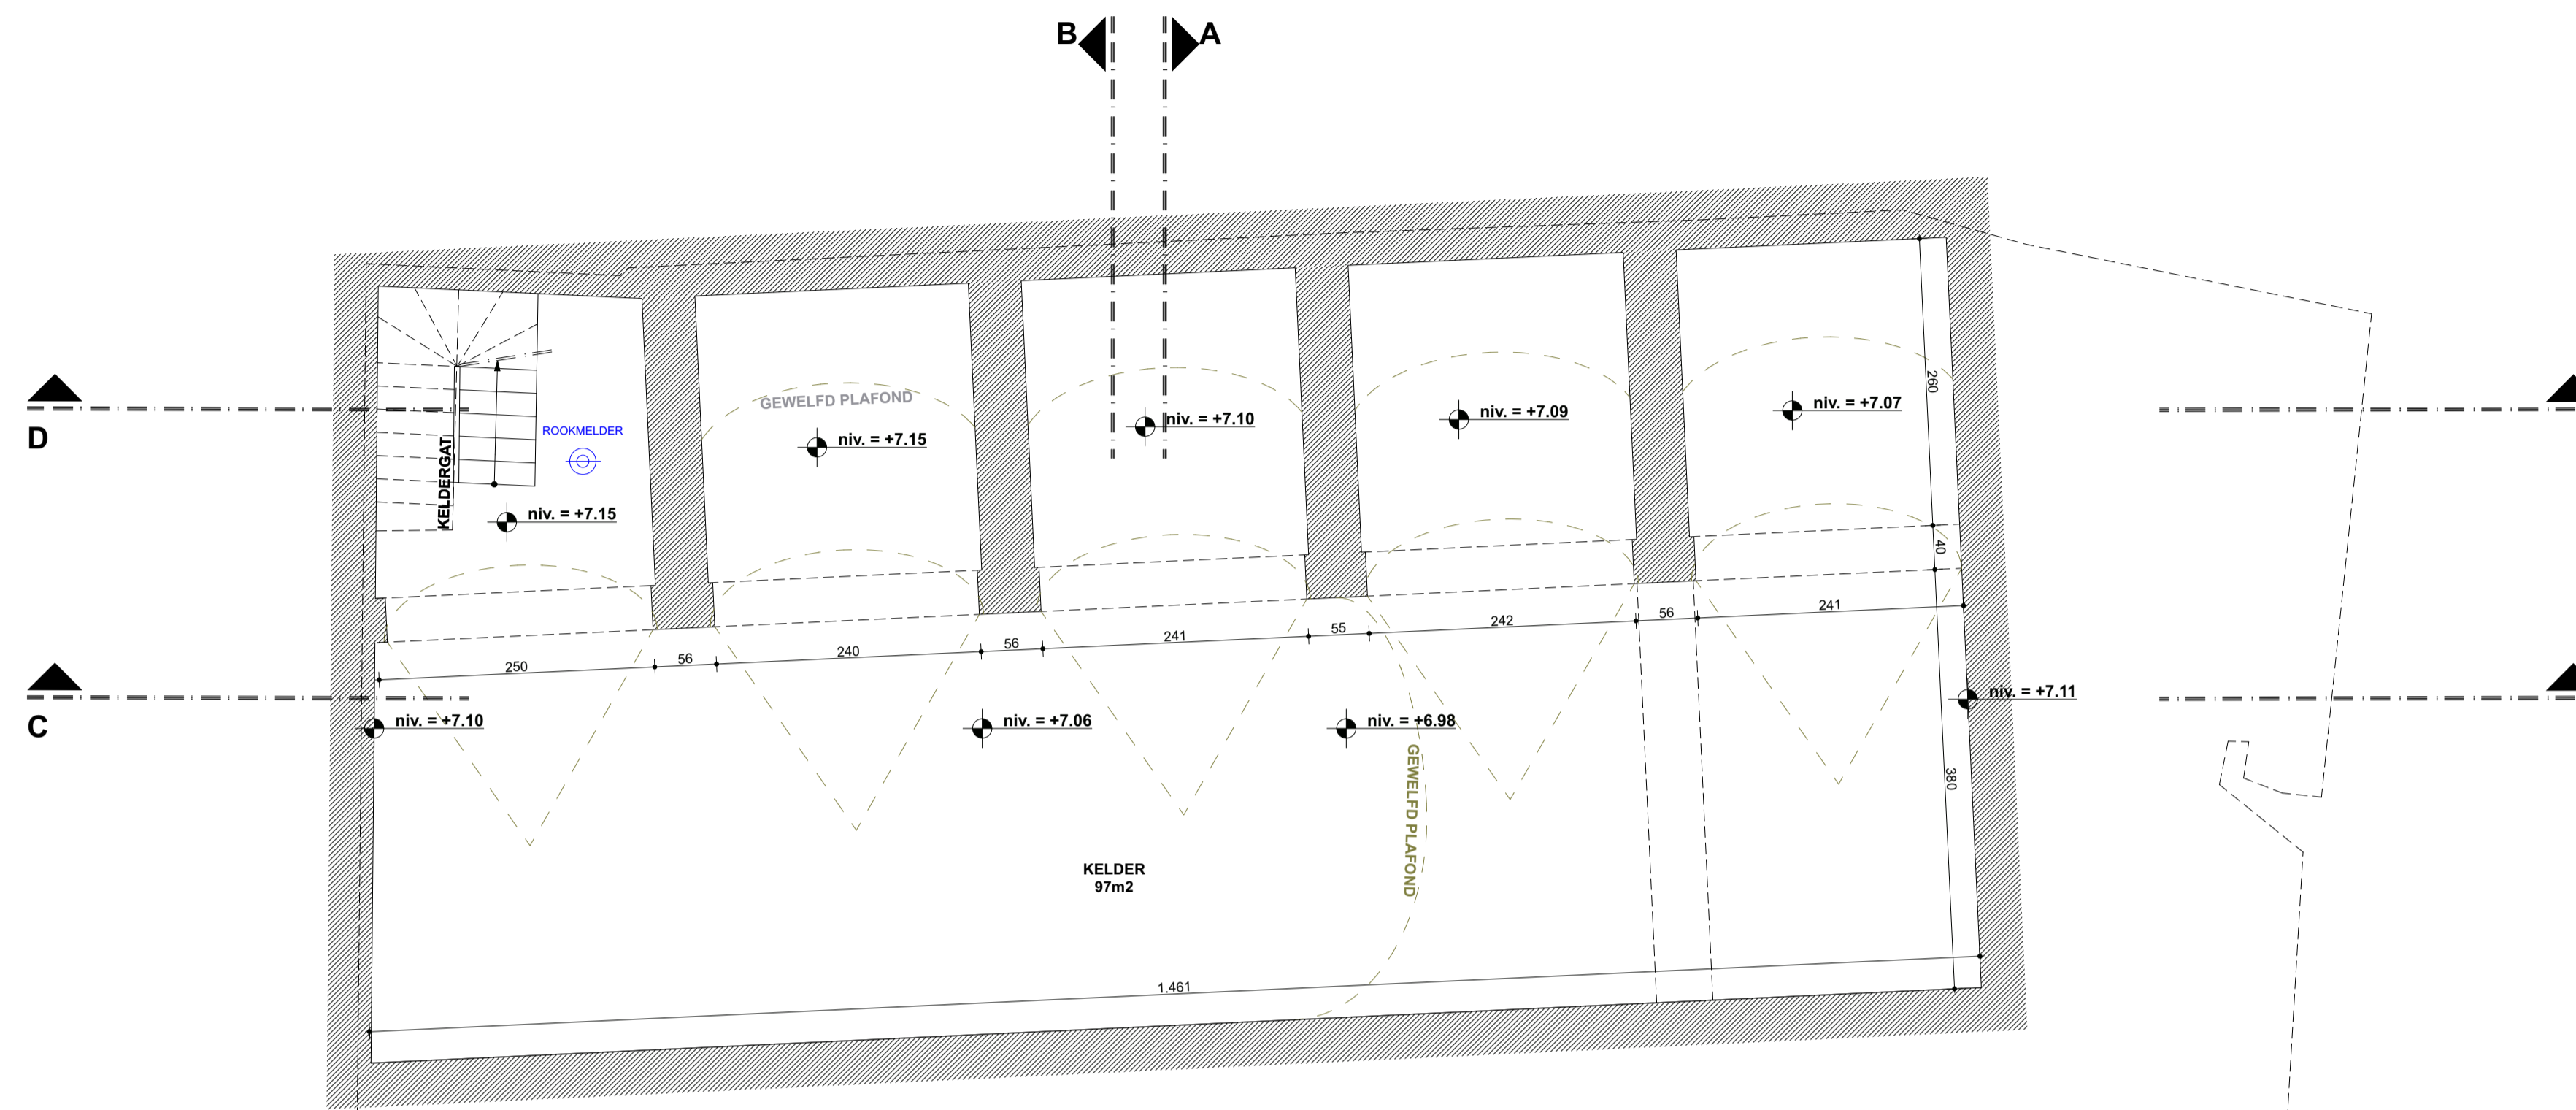 B
A
260
GEWELFD PLAFOND
niv. = +7.07
niv. = +7.09
niv. = +7.10
ROOKMELDER
niv. = +7.15
D
KELDERGAT
niv. = +7.15
40
241
56
242
55
241
56
240
56
250
niv. = +7.11
C
niv. = +7.10
niv. = +7.06
niv. = +6.98
380
GEWELFD PLAFOND
KELDER
97m2
1.461